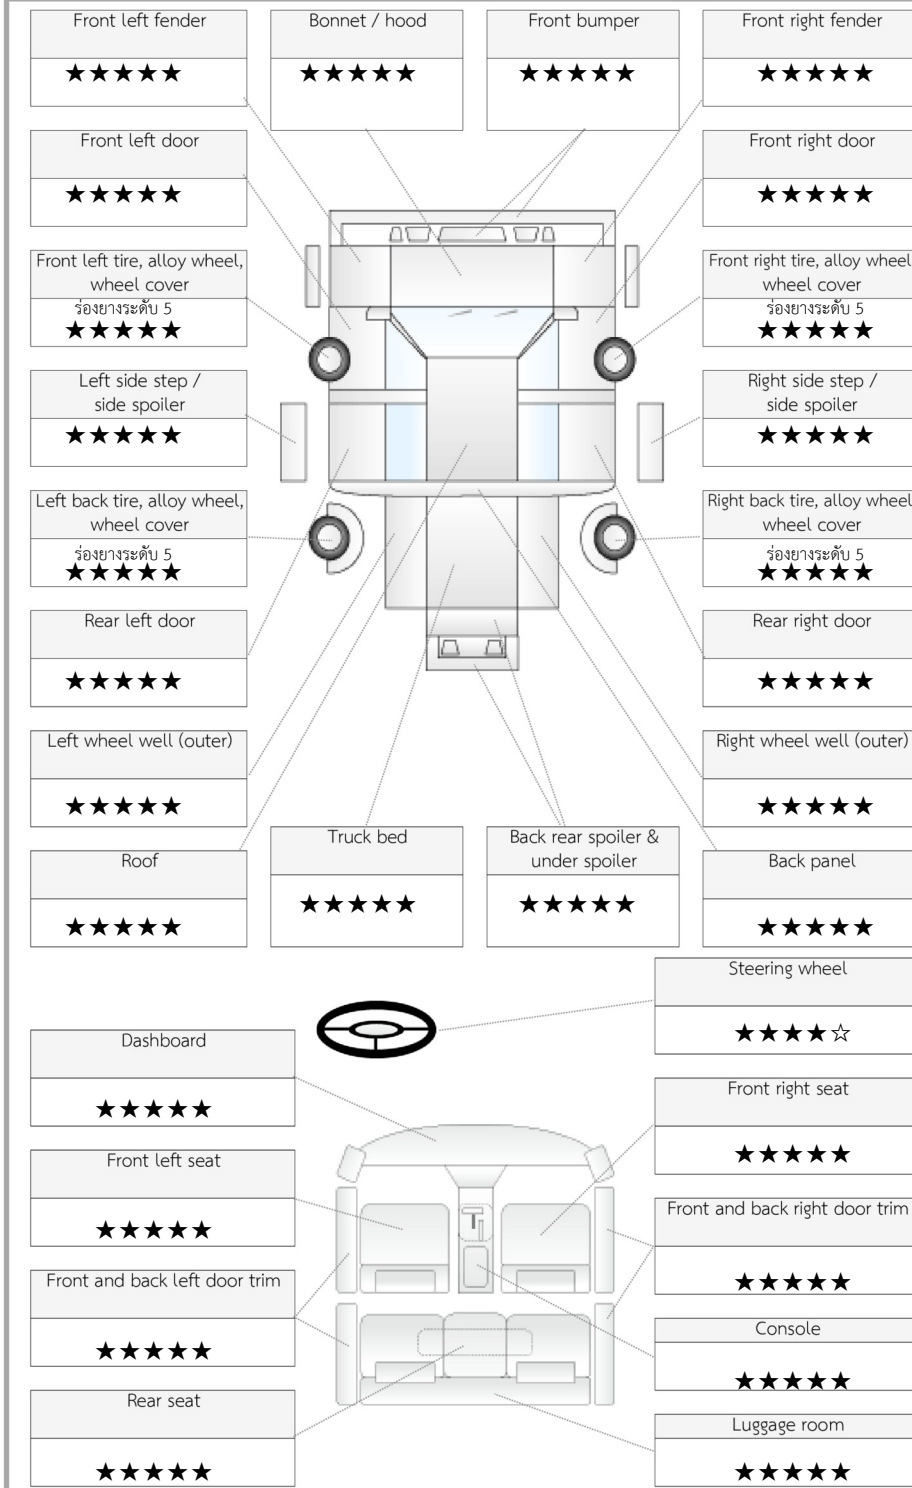 Front left fender
★★★★★
Bonnet / hood
★★★★★
Front bumper
★★★★★
Front right fender
★★★★★
Front left door
★★★★★
Front right door
★★★★★
Front left tire, alloy wheel,
wheel cover
ร่องยางระดับ 5
★★★★★
Front right tire, alloy wheel
wheel cover
ร่องยางระดับ 5
★★★★★
Left side step /
side spoiler
★★★★★
Right side step /
side spoiler
★★★★★
Left back tire, alloy wheel,
wheel cover
ร่องยางระดับ 5
★★★★★
Right back tire, alloy wheel
wheel cover
ร่องยางระดับ 5
★★★★★
Rear left door
★★★★★
Rear right door
★★★★★
Left wheel well (outer)
★★★★★
Right wheel well (outer)
★★★★★
Roof
★★★★★
Truck bed
★★★★★
Back rear spoiler &
under spoiler
★★★★★
Back panel
★★★★★
Steering wheel
★★★★☆
Dashboard
★★★★★
Front right seat
★★★★★
Front left seat
★★★★★
Front and back right door trim
★★★★★
Front and back left door trim
★★★★★
Console
★★★★★
Rear seat
★★★★★
Luggage room
★★★★★